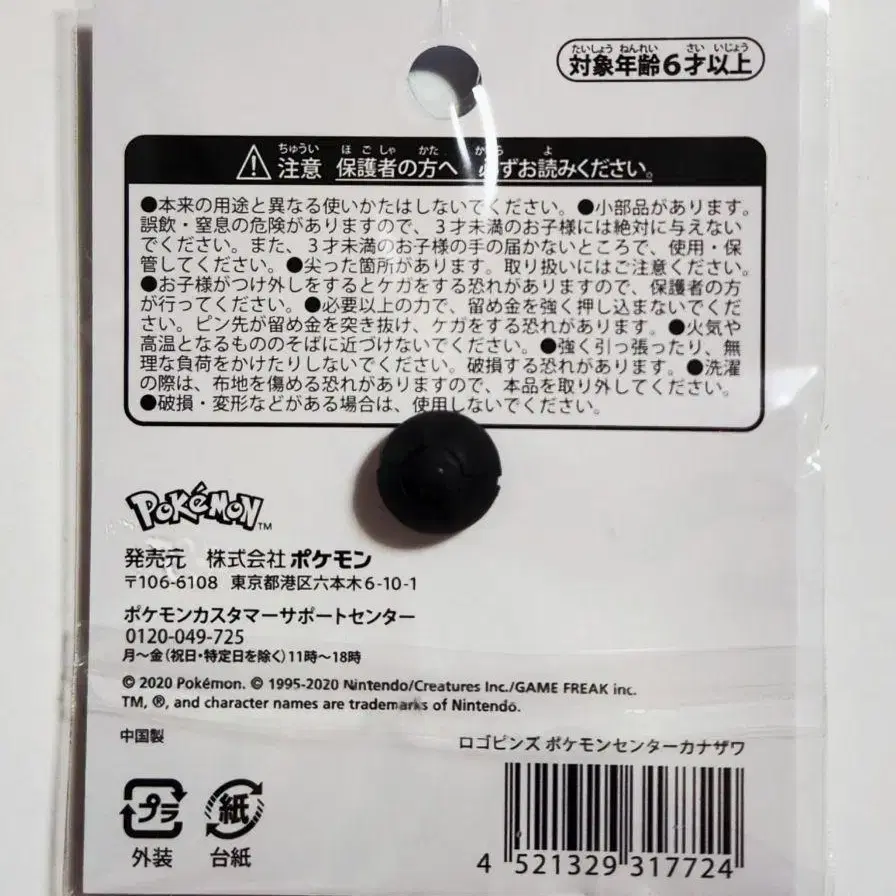 たいしょう ねんれい さい いじょう
対象年齢6才以上
ちゅうい ほごしゃ かた よ
注意 保護者の方へ 必ずお読みください。
●本来の用途と異なる使いかたはしないでください。●小部品があります。
誤飲・窒息の危険がありますので、3才未満のお子様には絶対に与えない
でください。また、3才未満のお子様の手の届かないところで、使用・保
管してください。●尖った箇所があります。取り扱いにはご注意ください。
●お子様がつけ外しをするとケガをする恐れがありますので、保護者の方
が行ってください。●必要以上の力で、留め金を強く押し込まないでくだ
さい。ピン先が留め金を突き抜け、ケガをする恐れがあります。●火気や
高温となるもののそばに近づけないでください。●強く引っ張ったり、無
理な負荷をかけたりしないでください。破損する恐れがあります。●洗濯
の際は、布地を傷める恐れがありますので、本品を取り外してください。
●破損・変形などがある場合は、使用しないでください。
POKéMON™
発売元 株式会社ポケモン
〒106-6108 東京都港区六本木6-10-1
ポケモンカスタマーサポートセンター
0120-049-725
月～金(祝日・特定日を除く)11時～18時
© 2020 Pokémon. © 1995-2020 Nintendo/Creatures Inc./GAME FREAK inc.
TM, ®, and character names are trademarks of Nintendo.
中国製
ロゴピンズ ポケモンセンターカナザワ
プラ 紙
外装 台紙
4 521329 317724